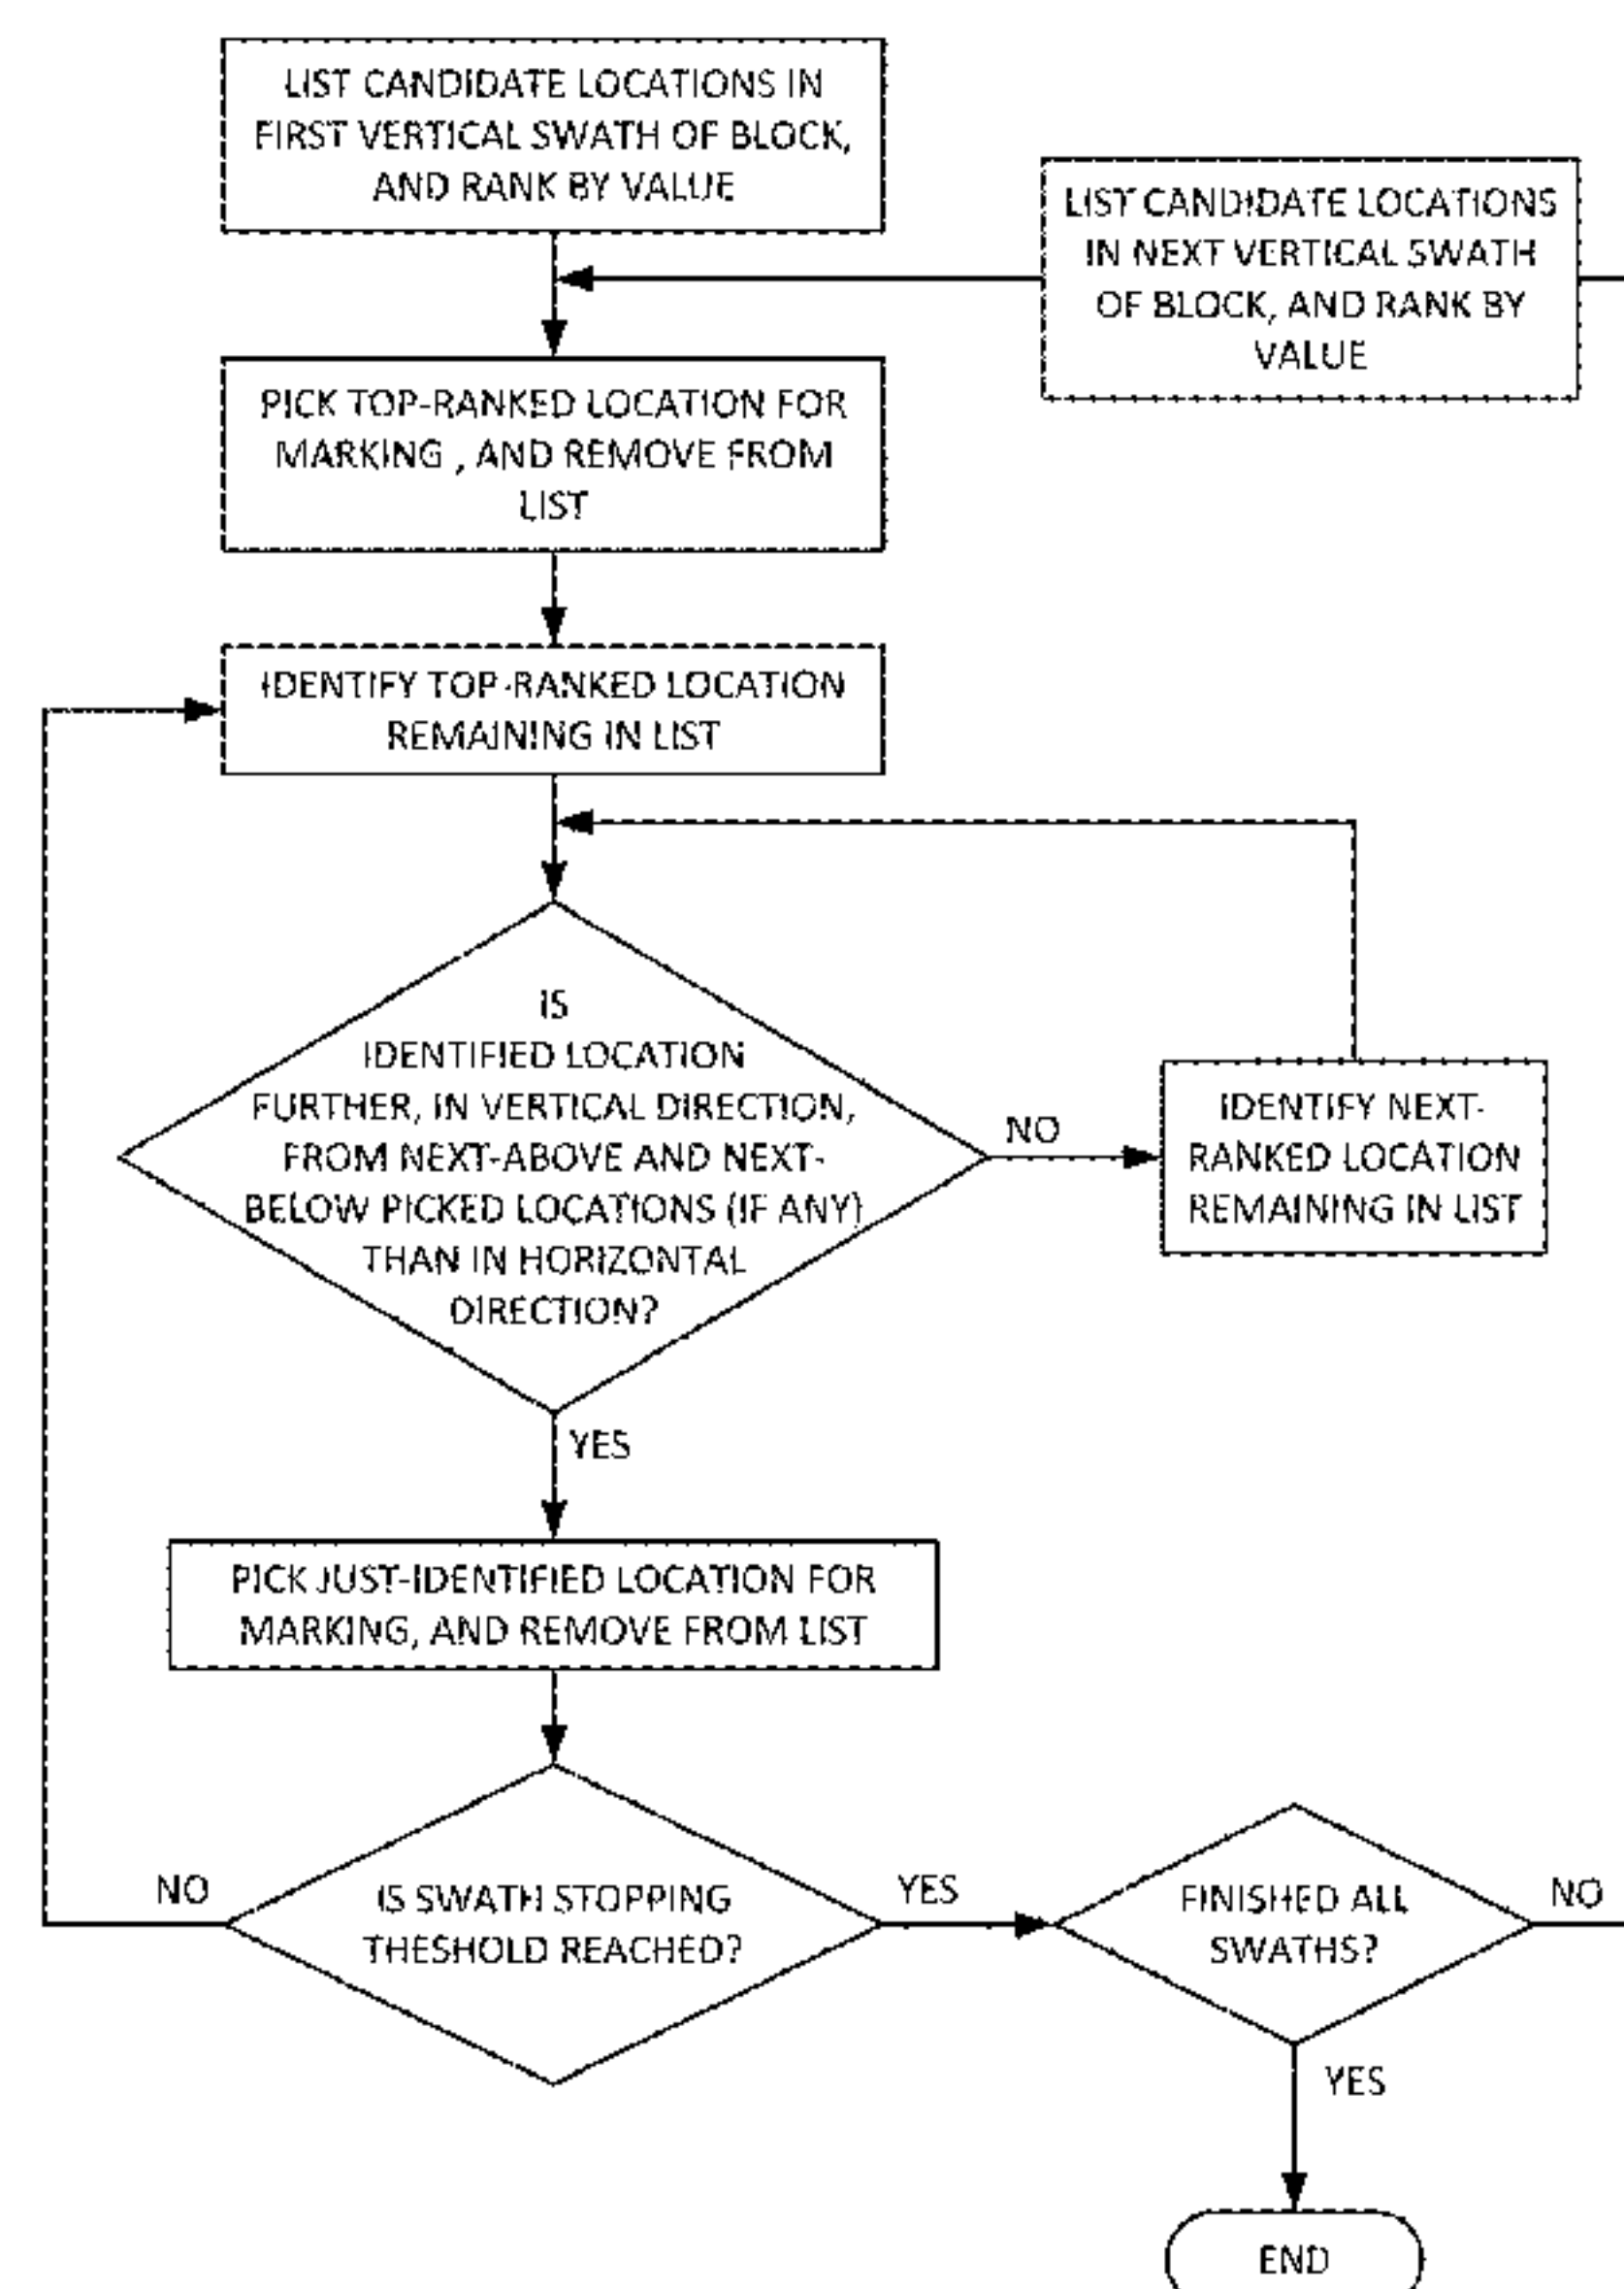 LIST CANDIDATE LOCATIONS IN
FIRST VERTICAL SWATH OF BLOCK,
AND RANK BY VALUE
LIST CANDIDATE LOCATIONS
IN NEXT VERTICAL SWATH
OF BLOCK, AND RANK BY
VALUE
PICK TOP-RANKED LOCATION FOR
MARKING , AND REMOVE FROM
LIST
IDENTIFY TOP-RANKED LOCATION
REMAINING IN LIST
IS
IDENTIFIED LOCATION
FURTHER, IN VERTICAL DIRECTION,
FROM NEXT-ABOVE AND NEXT-
BELOW PICKED LOCATIONS (IF ANY)
THAN IN HORIZONTAL
DIRECTION?
NO
IDENTIFY NEXT-
RANKED LOCATION
REMAINING IN LIST
YES
PICK JUST-IDENTIFIED LOCATION FOR
MARKING, AND REMOVE FROM LIST
NO
IS SWATH STOPPING
THESHOLD REACHED?
YES
FINISHED ALL
SWATHS?
NO
YES
END